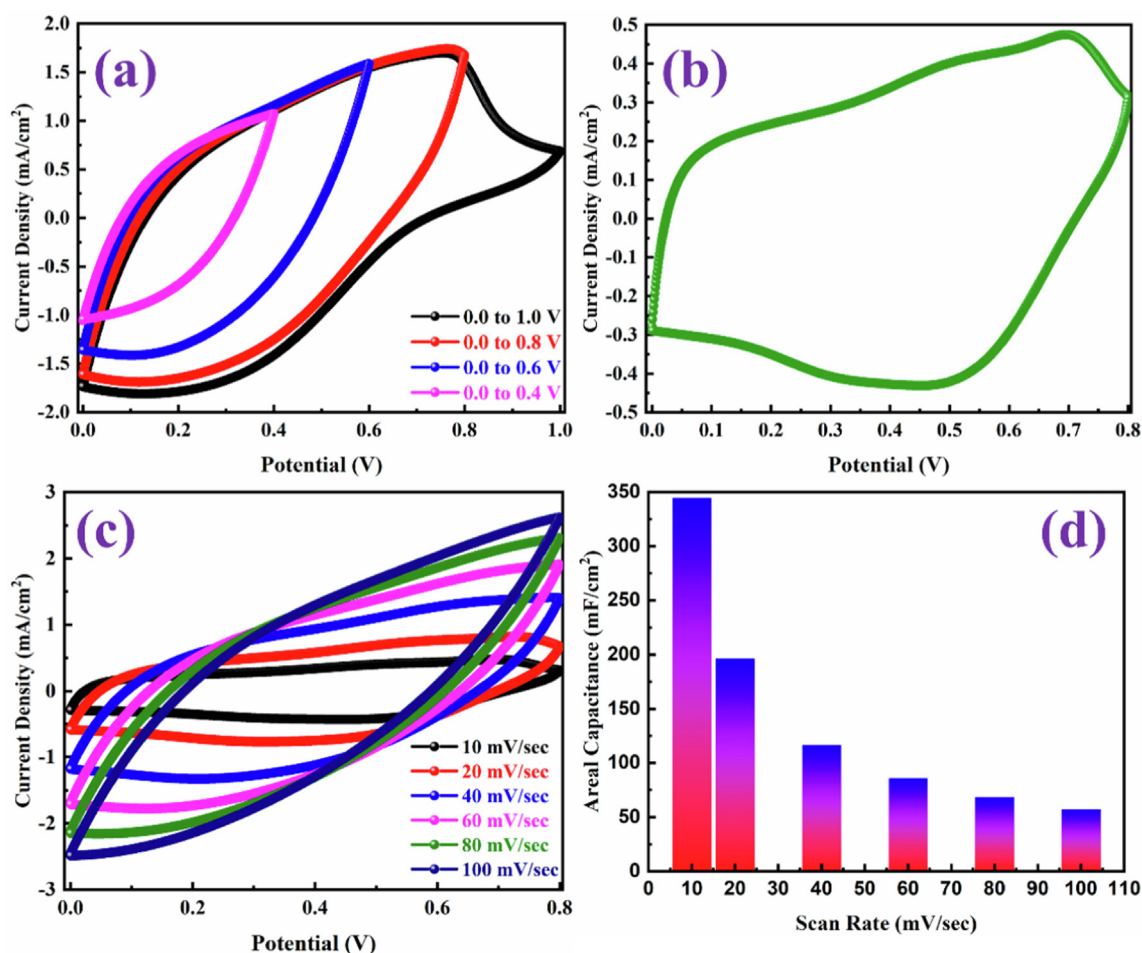 (a)
2.0
1.5
1.0
0.5
0.0
-0.5
-1.0
-1.5
-2.0
Current Density (mA/cm²)
0.0 to 1.0 V
0.0 to 0.8 V
0.0 to 0.6 V
0.0 to 0.4 V
0.0 0.2 0.4 0.6 0.8 1.0
Potential (V)
(b)
0.5
0.4
0.3
0.2
0.1
0.0
-0.1
-0.2
-0.3
-0.4
-0.5
Current Density (mA/cm²)
0.0 0.1 0.2 0.3 0.4 0.5 0.6 0.7 0.8
Potential (V)
(c)
3
2
1
0
-1
-2
-3
Current Density (mA/cm²)
10 mV/sec
20 mV/sec
40 mV/sec
60 mV/sec
80 mV/sec
100 mV/sec
0.0 0.2 0.4 0.6 0.8
Potential (V)
(d)
350
300
250
200
150
100
50
0
Areal Capacitance (mF/cm²)
0 10 20 30 40 50 60 70 80 90 100 110
Scan Rate (mV/sec)